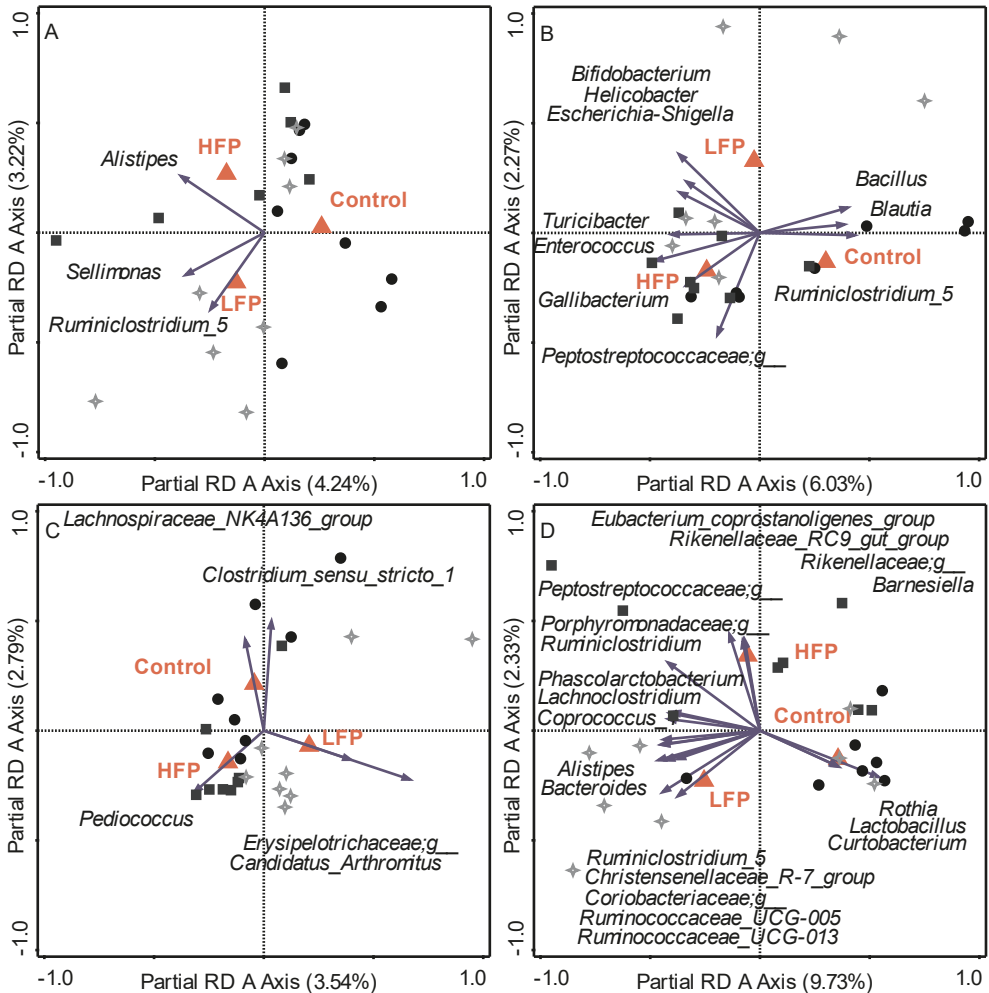 A
1.0
HFP
Alistipes
Control
Sellimonas
LFP
Ruminiclostridium_5
Partial RD A Axis (3.22%)
-1.0
-1.0
Partial RD A Axis (4.24%)
1.0
B
1.0
Bifidobacterium
Helicobacter
Escherichia-Shigella
LFP
Bacillus
Blautia
Turicibacter
Enterococcus
Control
HFP
Gallibacterium
Ruminiclostridium_5
Peptostreptococcaceae;g__
Partial RD A Axis (2.27%)
-1.0
-1.0
Partial RD A Axis (6.03%)
1.0
C
1.0
Lachnospiraceae_NK4A136_group
Clostridium_sensu_stricto_1
Control
LFP
HFP
Pediococcus
Erysipelotrichaceae;g__
Candidatus_Arthromitus
Partial RD A Axis (2.79%)
-1.0
-1.0
Partial RD A Axis (3.54%)
1.0
D
1.0
Eubacterium_coprostanoligenes_group
Rikenellaceae_RC9_gut_group
Rikenellaceae;g__
Barnesiella
Peptostreptococcaceae;g__
Porphyromonadaceae;g__
Ruminiclostridium
HFP
Phascolarctobacterium
Lachnoclostridium
Coprococcus_1
Control
Alistipes
Bacteroides
LFP
Rothia
Lactobacillus
Curtobacterium
Ruminiclostridium_5
Christensenellaceae_R-7_group
Coriobacteriaceae;g__
Ruminococcaceae_UCG-005
Ruminococcaceae_UCG-013
Partial RD A Axis (2.33%)
-1.0
-1.0
Partial RD A Axis (9.73%)
1.0